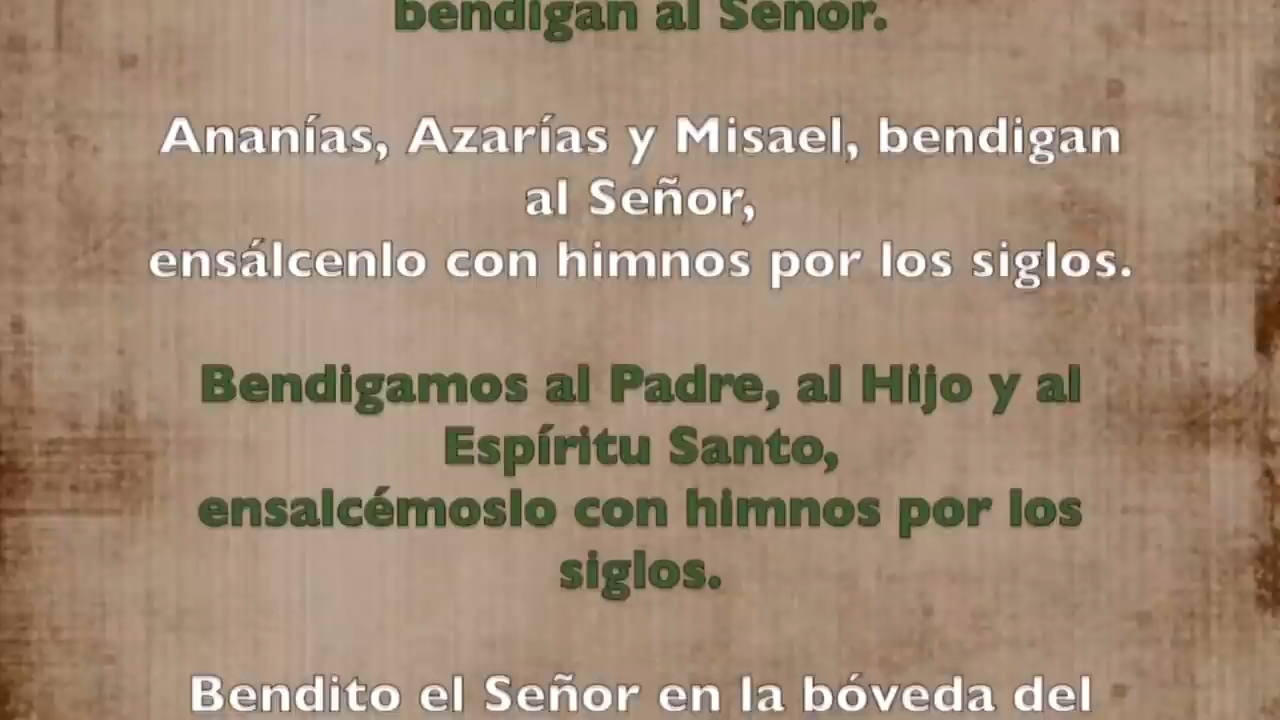 bendigan al Señor.
Ananías, Azarías y Misael, bendigan
al Señor,
ensálcenlo con himnos por los siglos.
Bendigamos al Padre, al Hijo y al
Espíritu Santo,
ensalcémoslo con himnos por los
siglos.
Bendito el Señor en la bóveda del